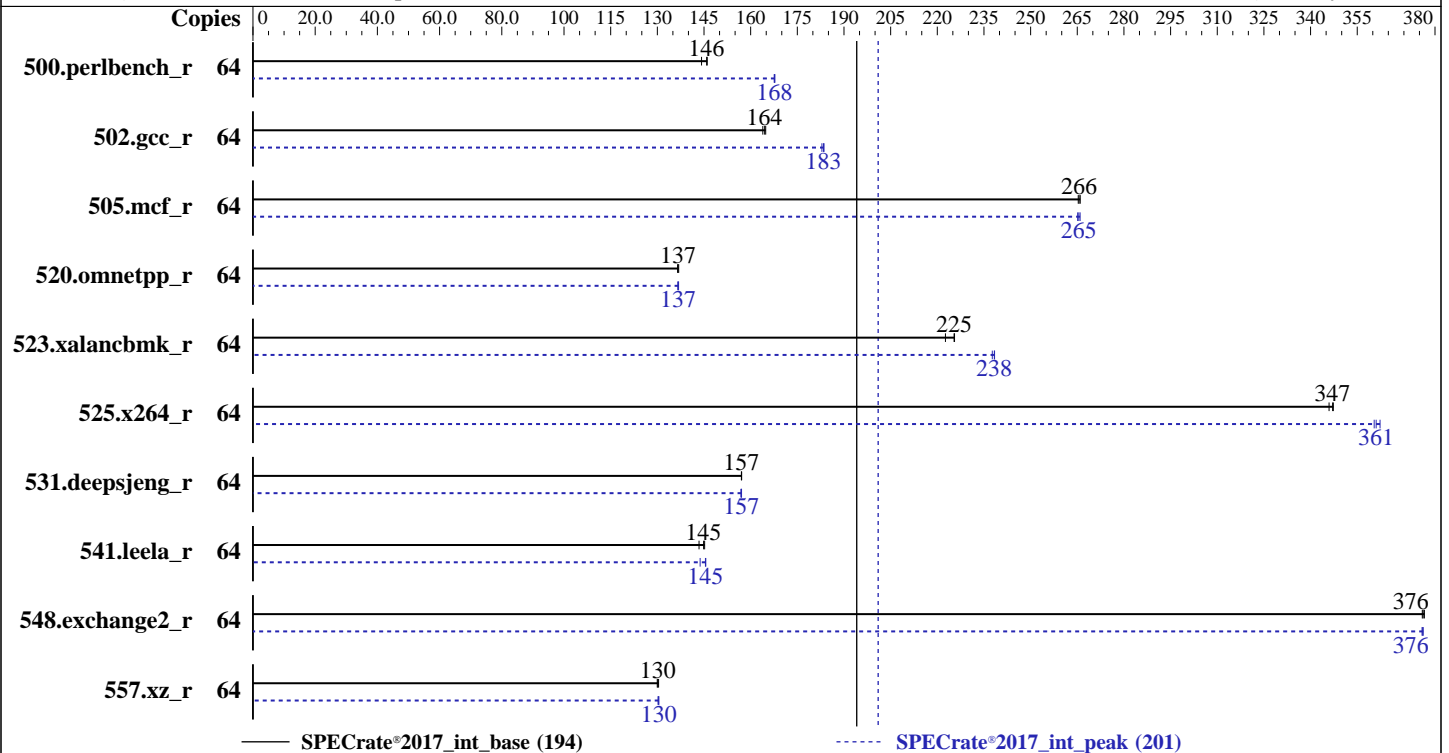 Copies 0 20.0 40.0 60.0 80.0 100 115 130 145 160 175 190 205 220 235 250 265 280 295 310 325 340 355 380
500.perlbench_r 64 146
168
502.gcc_r 64 164
183
505.mcf_r 64 266
265
520.omnetpp_r 64 137
137
523.xalancbmk_r 64 225
238
525.x264_r 64 347
361
531.deepsjeng_r 64 157
157
541.leela_r 64 145
145
548.exchange2_r 64 376
376
557.xz_r 64 130
130
SPECrate®2017_int_base (194) SPECrate®2017_int_peak (201)